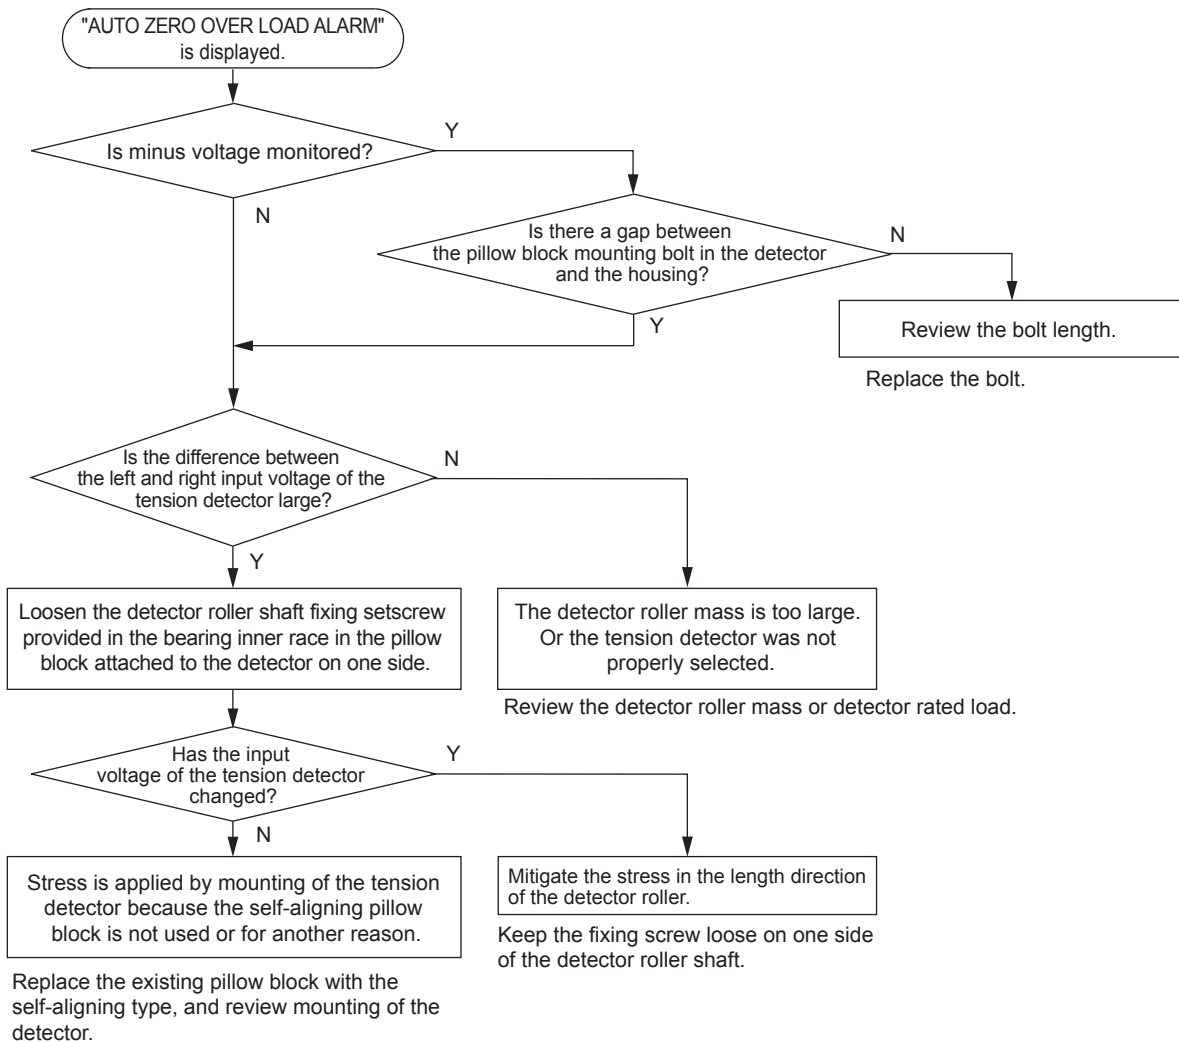 "AUTO ZERO OVER LOAD ALARM"
is displayed.
Is minus voltage monitored?
Y
N
Is there a gap between
the pillow block mounting bolt in the detector
and the housing?
N
Y
Review the bolt length.
Replace the bolt.
Is the difference between
the left and right input voltage of the
tension detector large?
N
Y
Loosen the detector roller shaft fixing setscrew
provided in the bearing inner race in the pillow
block attached to the detector on one side.
The detector roller mass is too large.
Or the tension detector was not
properly selected.
Review the detector roller mass or detector rated load.
Has the input
voltage of the tension detector
changed?
Y
N
Stress is applied by mounting of the tension
detector because the self-aligning pillow
block is not used or for another reason.
Replace the existing pillow block with the
self-aligning type, and review mounting of the
detector.
Mitigate the stress in the length direction
of the detector roller.
Keep the fixing screw loose on one side
of the detector roller shaft.